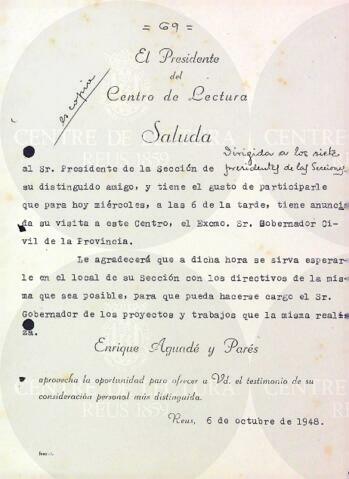 = 69 =
El Presidente
del
Centro de Lectura
es copia
Saluda
Dirigida a los siete
presidentes de las Secciones
al Sr. Presidente de la Sección de
su distinguido amigo, y tiene el gusto de participarle
que para hoy miércoles, a las 6 de la tarde, tiene anuncia
da su visita a este Centro, el Excmo. Sr. Gobernador Ci-
vil de la Provincia.
Le agradecerá que a dicha hora se sirva esperar
le en el local de su Sección con los directivos de la mis-
ma que sea posible, para que pueda hacerse cargo el Sr.
Gobernador de los proyectos y trabajos que la misma reali
za.
Enrique Aguadé y Parés
aprovecha la oportunidad para ofrecer a Vd. el testimonio de su
consideración personal más distinguida.
Reus, 6 de octubre de 1948.
CENTRE DE LECTURA
REUS 1859